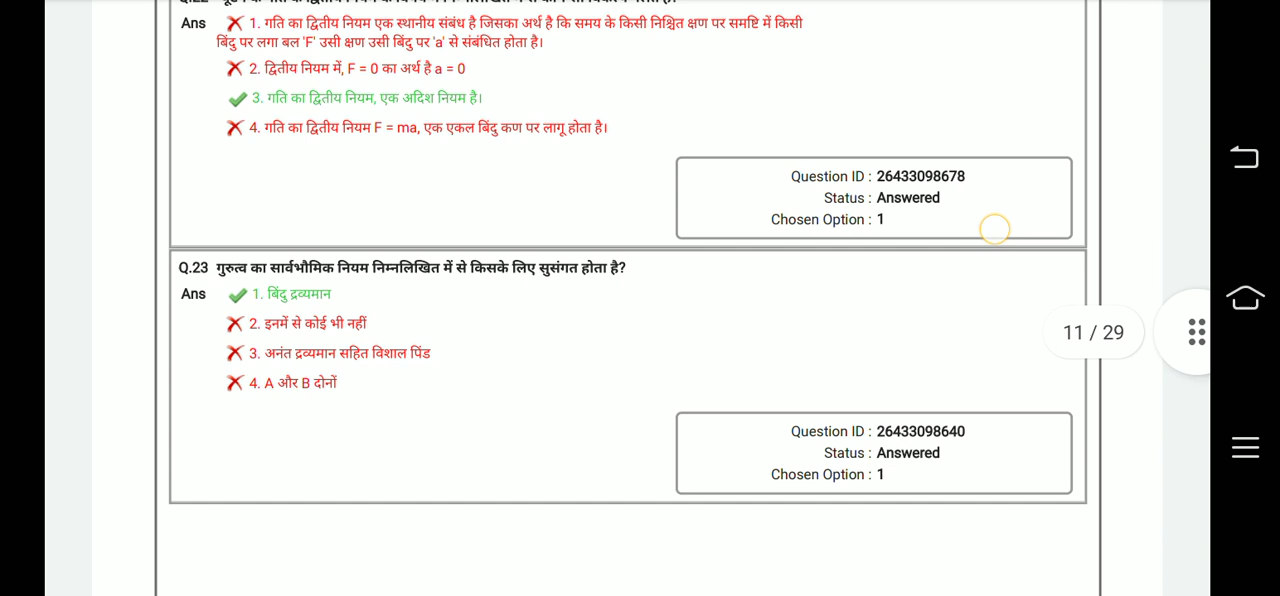 Ans 1. गति का द्वितीय नियम एक स्थानीय संबंध है जिसका अर्थ है कि समय के किसी निश्चित क्षण पर समष्टि में किसी
बिंदु पर लगा बल 'F' उसी क्षण उसी बिंदु पर 'a' से संबंधित होता है।
2. द्वितीय नियम में, F = 0 का अर्थ है a = 0
3. गति का द्वितीय नियम, एक अदिश नियम है।
4. गति का द्वितीय नियम F = ma, एक एकल बिंदु कण पर लागू होता है।
Question ID : 26433098678
Status : Answered
Chosen Option : 1
Q.23 गुरुत्व का सार्वभौमिक नियम निम्नलिखित में से किसके लिए सुसंगत होता है?
Ans 1. बिंदु द्रव्यमान
2. इनमें से कोई भी नहीं
3. अनंत द्रव्यमान सहित विशाल पिंड
4. A और B दोनों
11 / 29
Question ID : 26433098640
Status : Answered
Chosen Option : 1